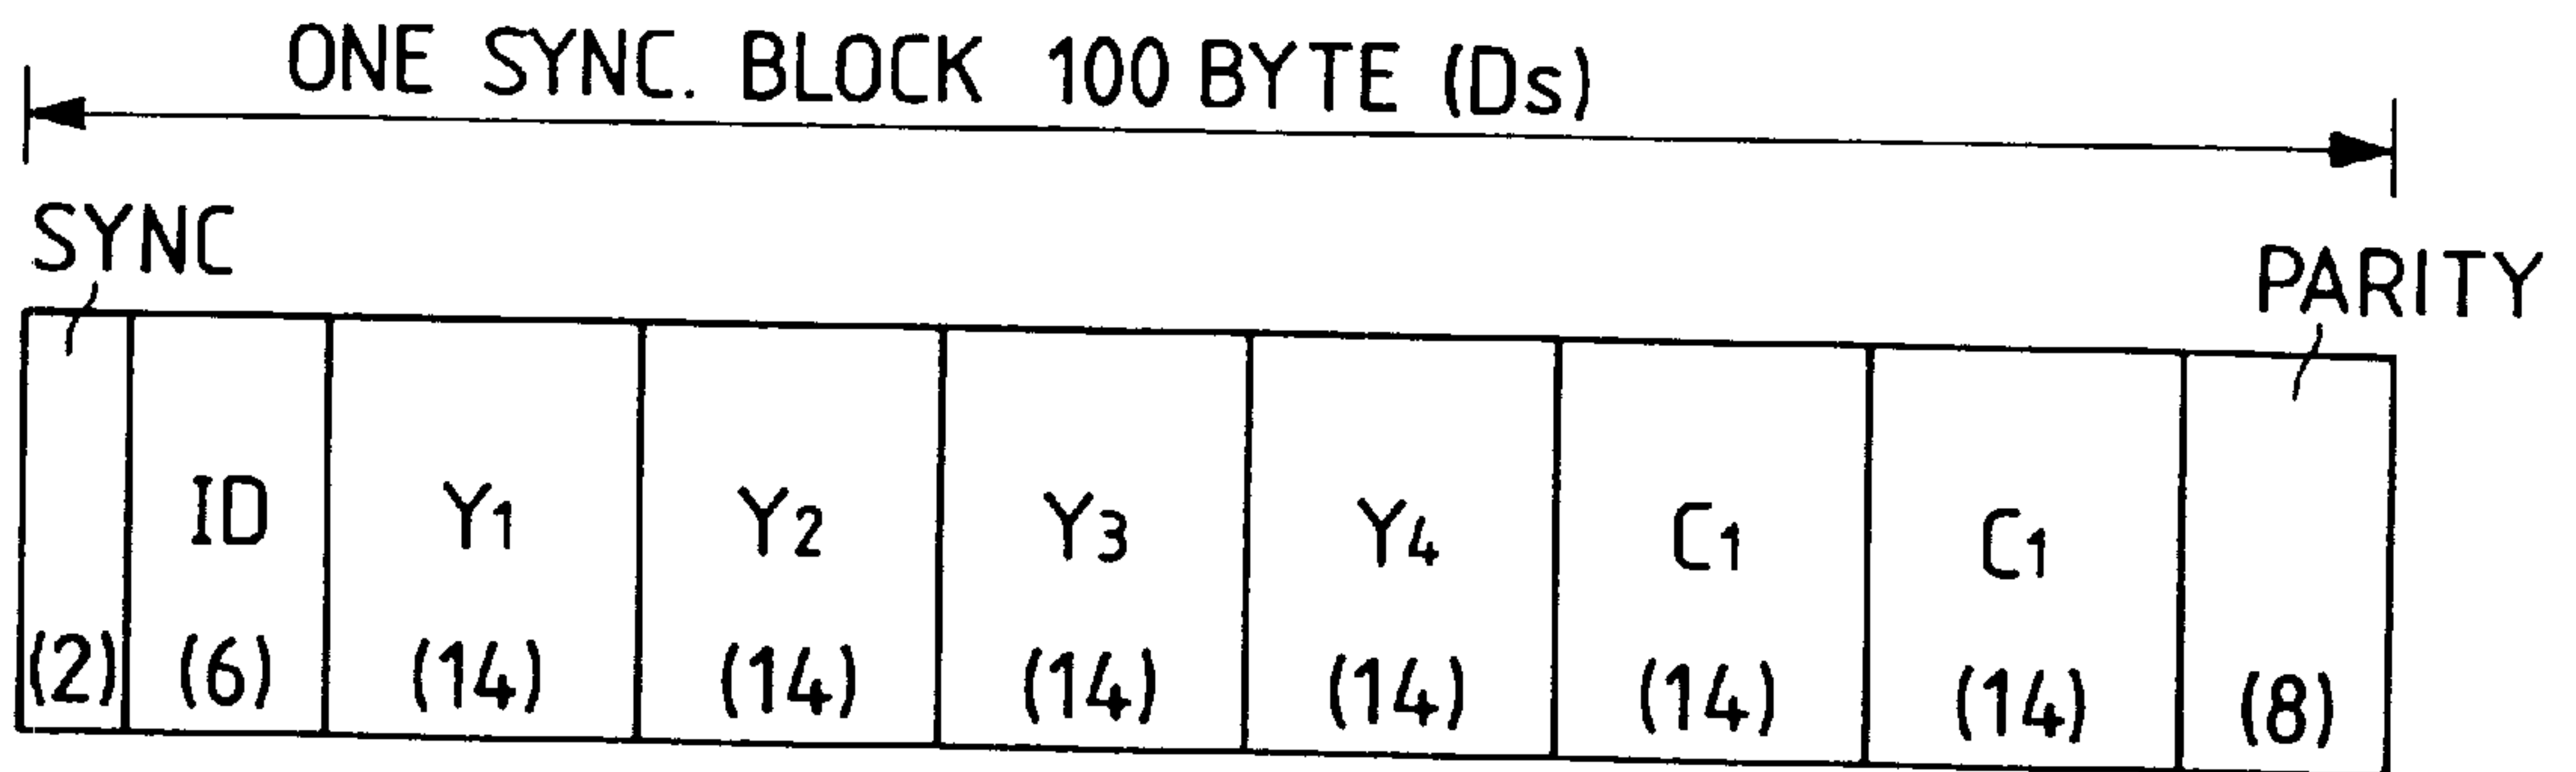 ONE SYNC. BLOCK 100 BYTE (Ds)
SYNC
PARITY
ID Y1 Y2 Y3 Y4 C1 C1
(2) (6) (14) (14) (14) (14) (14) (14) (8)